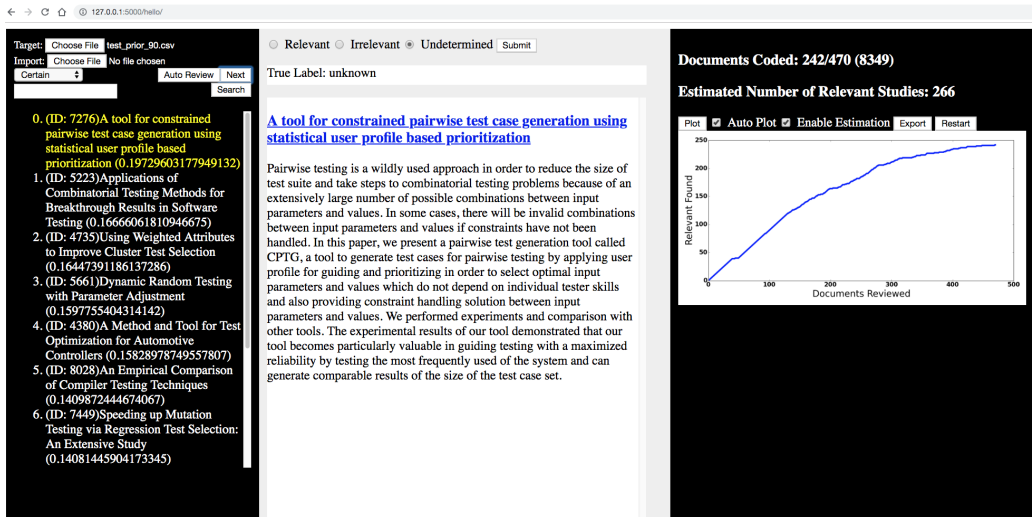 127.0.0.1:5000/hello/
Target: Choose File test_prior_90.csv
Import: Choose File No file chosen
Certain Auto Review Next
Search
0. (ID: 7276)A tool for constrained
pairwise test case generation using
statistical user profile based
prioritization (0.19729603177949132)
1. (ID: 5223)Applications of
Combinatorial Testing Methods for
Breakthrough Results in Software
Testing (0.16666061810946675)
2. (ID: 4735)Using Weighted Attributes
to Improve Cluster Test Selection
(0.16447391186137286)
3. (ID: 5661)Dynamic Random Testing
with Parameter Adjustment
(0.1597755404314142)
4. (ID: 4380)A Method and Tool for Test
Optimization for Automotive
Controllers (0.15828978749557807)
5. (ID: 8028)An Empirical Comparison
of Compiler Testing Techniques
(0.1409872444674067)
6. (ID: 7449)Speeding up Mutation
Testing via Regression Test Selection:
An Extensive Study
(0.14081445904173345)
Relevant Irrelevant Undetermined Submit
True Label: unknown
A tool for constrained pairwise test case generation using
statistical user profile based prioritization
Pairwise testing is a wildly used approach in order to reduce the size of
test suite and take steps to combinatorial testing problems because of an
extensively large number of possible combinations between input
parameters and values. In some cases, there will be invalid combinations
between input parameters and values if constraints have not been
handled. In this paper, we present a pairwise test generation tool called
CPTG, a tool to generate test cases for pairwise testing by applying user
profile for guiding and prioritizing in order to select optimal input
parameters and values which do not depend on individual tester skills
and also providing constraint handling solution between input
parameters and values. We performed experiments and comparison with
other tools. The experimental results of our tool demonstrated that our
tool becomes particularly valuable in guiding testing with a maximized
reliability by testing the most frequently used of the system and can
generate comparable results of the size of the test case set.
Documents Coded: 242/470 (8349)
Estimated Number of Relevant Studies: 266
Plot Auto Plot Enable Estimation Export Restart
250
200
150
100
50
0
Relevant Found
0 100 200 300 400 500
Documents Reviewed